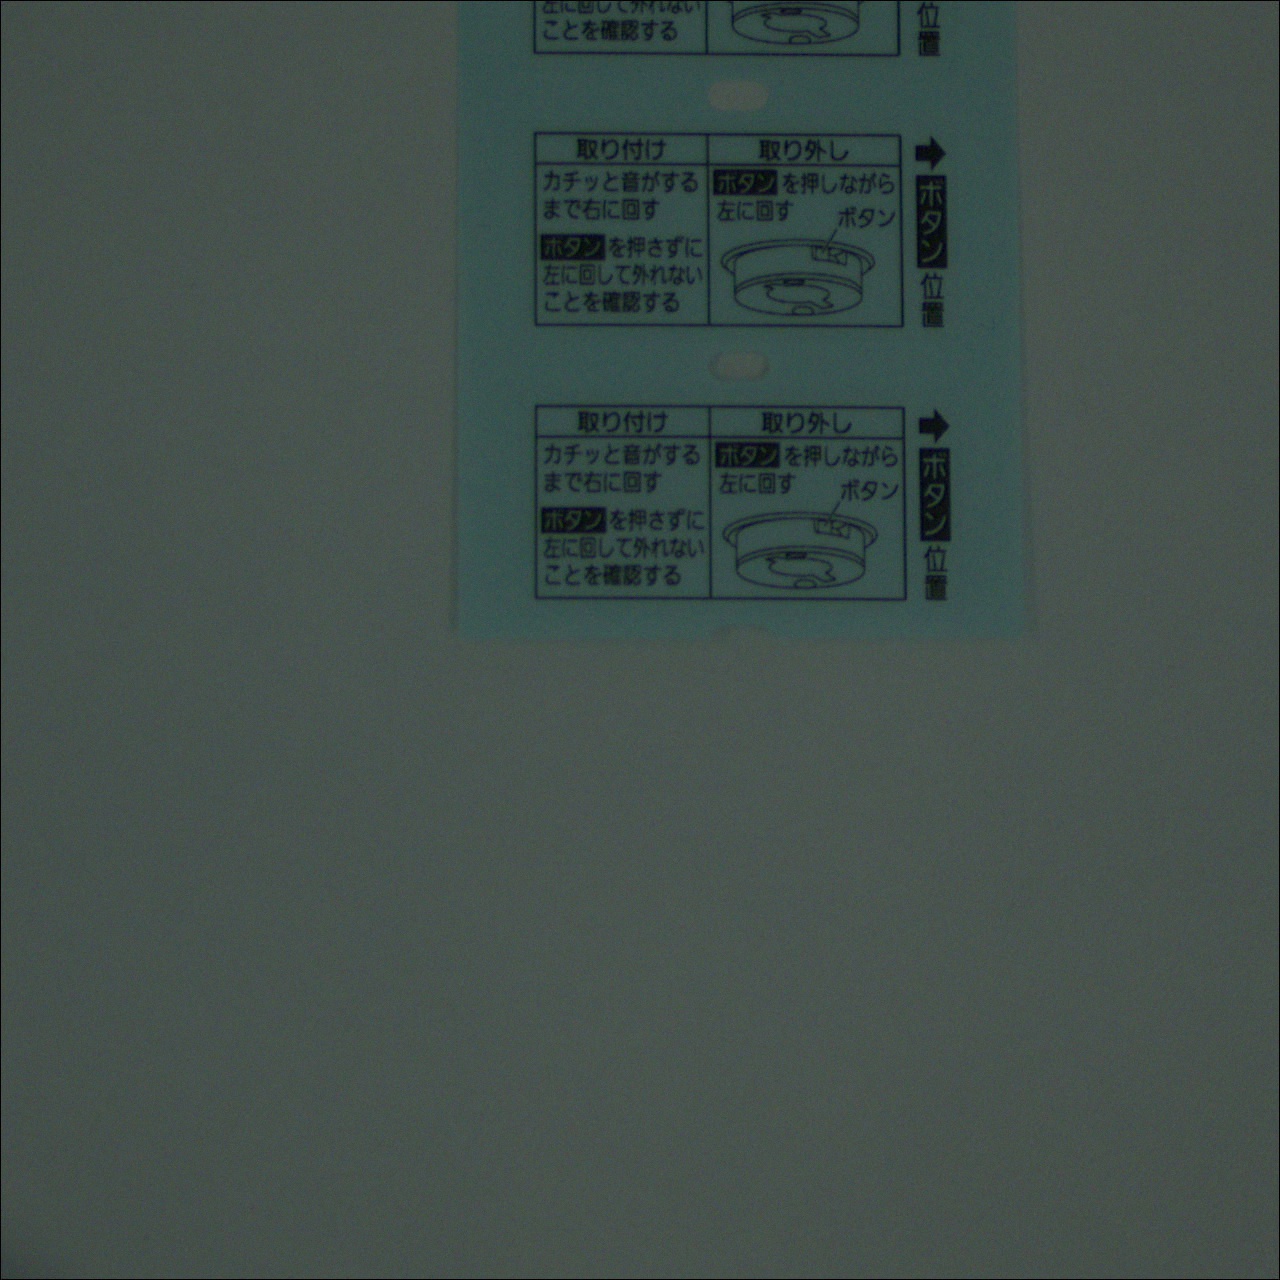 左に回して外れない
ことを確認する
位置
取り付け
カチッと音がする
まで右に回す
ボタンを押さずに
左に回して外れない
ことを確認する
取り外し
ボタンを押しながら
左に回す
ボタン
➡ボタン位置
取り付け
カチッと音がする
まで右に回す
ボタンを押さずに
左に回して外れない
ことを確認する
取り外し
ボタンを押しながら
左に回す
ボタン
➡ボタン位置